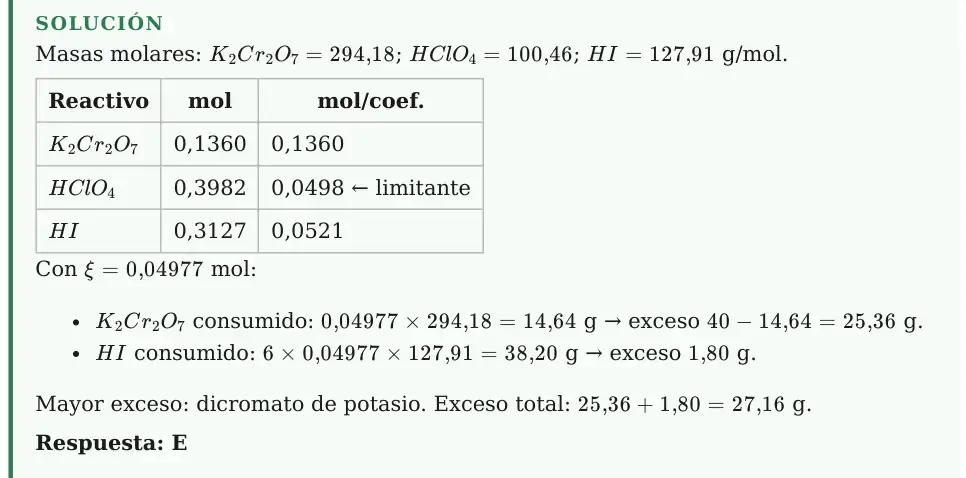 SOLUCIÓN
Masas molares: K₂Cr₂O₇ = 294,18; HClO₄ = 100,46; HI = 127,91 g/mol.
Reactivo mol mol/coef.
K₂Cr₂O₇ 0,1360 0,1360
HClO₄ 0,3982 0,0498 ← limitante
HI 0,3127 0,0521
Con ξ = 0,04977 mol:
• K₂Cr₂O₇ consumido: 0,04977 × 294,18 = 14,64 g → exceso 40 − 14,64 = 25,36 g.
• HI consumido: 6 × 0,04977 × 127,91 = 38,20 g → exceso 1,80 g.
Mayor exceso: dicromato de potasio. Exceso total: 25,36 + 1,80 = 27,16 g.
Respuesta: E